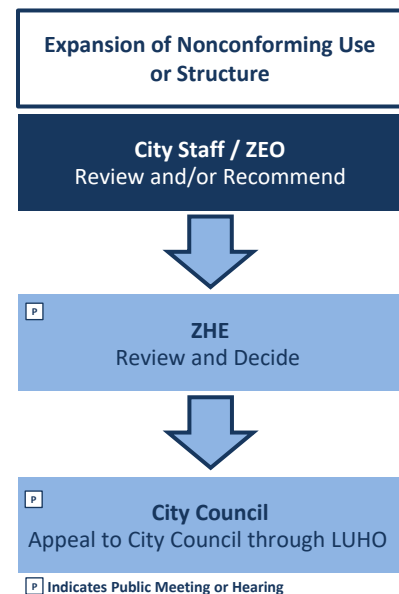 Expansion of Nonconforming Use
or Structure
City Staff / ZEO
Review and/or Recommend
P
ZHE
Review and Decide
P
City Council
Appeal to City Council through LUHO
P Indicates Public Meeting or Hearing